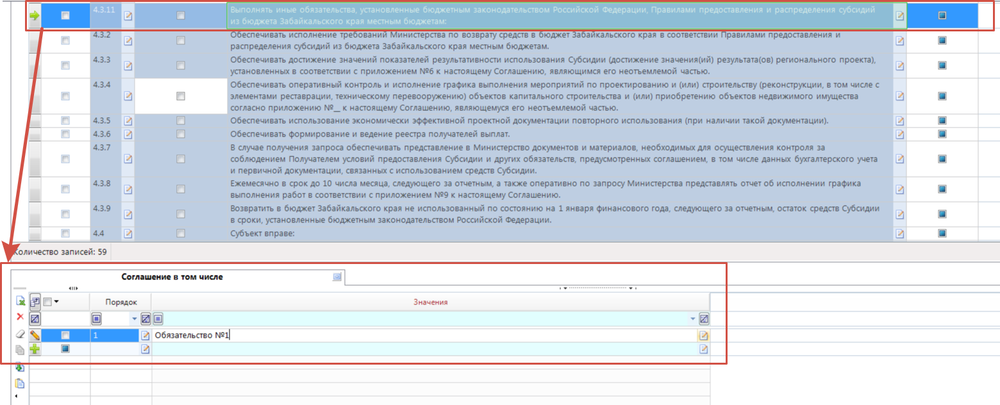 4.3.11
Выполнять иные обязательства, установленные бюджетным законодательством Российской Федерации, Правилами предоставления и распределения субсидий
из бюджета Забайкальского края местным бюджетам:
4.3.2
Обеспечивать исполнение требований Министерства по возврату средств в бюджет Забайкальского края в соответствии Правилами предоставления и
распределения субсидий из бюджета Забайкальского края местным бюджетам.
4.3.3
Обеспечивать достижение значений показателей результативности использования Субсидии (достижение значения(ий) результата(ов) регионального проекта),
установленных в соответствии с приложением №6 к настоящему Соглашению, являющимся его неотъемлемой частью.
4.3.4
Обеспечивать оперативный контроль и исполнение графика выполнения мероприятий по проектированию и (или) строительству (реконструкции, в том числе с
элементами реставрации, техническому перевооружению) объектов капитального строительства и (или) приобретению объектов недвижимого имущества
согласно приложению №__ к настоящему Соглашению, являющемуся его неотъемлемой частью.
4.3.5
Обеспечивать использование экономически эффективной проектной документации повторного использования (при наличии такой документации).
4.3.6
Обеспечивать формирование и ведение реестра получателей выплат.
4.3.7
В случае получения запроса обеспечивать представление в Министерство документов и материалов, необходимых для осуществления контроля за
соблюдением Получателем условий предоставления Субсидии и других обязательств, предусмотренных соглашением, в том числе данных бухгалтерского учета
и первичной документации, связанных с использованием средств Субсидии.
4.3.8
Ежемесячно в срок до 10 числа месяца, следующего за отчетным, а также оперативно по запросу Министерства представлять отчет об исполнении графика
выполнения работ в соответствии с приложением №9 к настоящему Соглашению.
4.3.9
Возвратить в бюджет Забайкальского края не использованный по состоянию на 1 января финансового года, следующего за отчетным, остаток средств Субсидии
в сроки, установленные бюджетным законодательством Российской Федерации.
4.4
Субъект вправе:
Количество записей: 59
Соглашение в том числе
Порядок
Значения
1
Обязательство №1